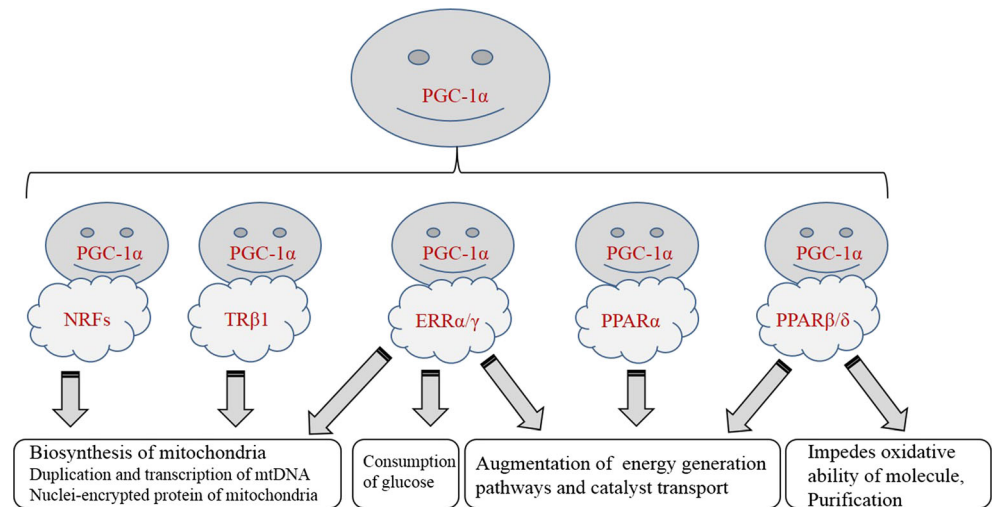 PGC-1α
PGC-1α
PGC-1α
PGC-1α
PGC-1α
PGC-1α
NRFs
TRβ1
ERRα/γ
PPARα
PPARβ/δ
Biosynthesis of mitochondria
Duplication and transcription of mtDNA
Nuclei-encrypted protein of mitochondria
Consumption
of glucose
Augmentation of energy generation
pathways and catalyst transport
Impedes oxidative
ability of molecule,
Purification